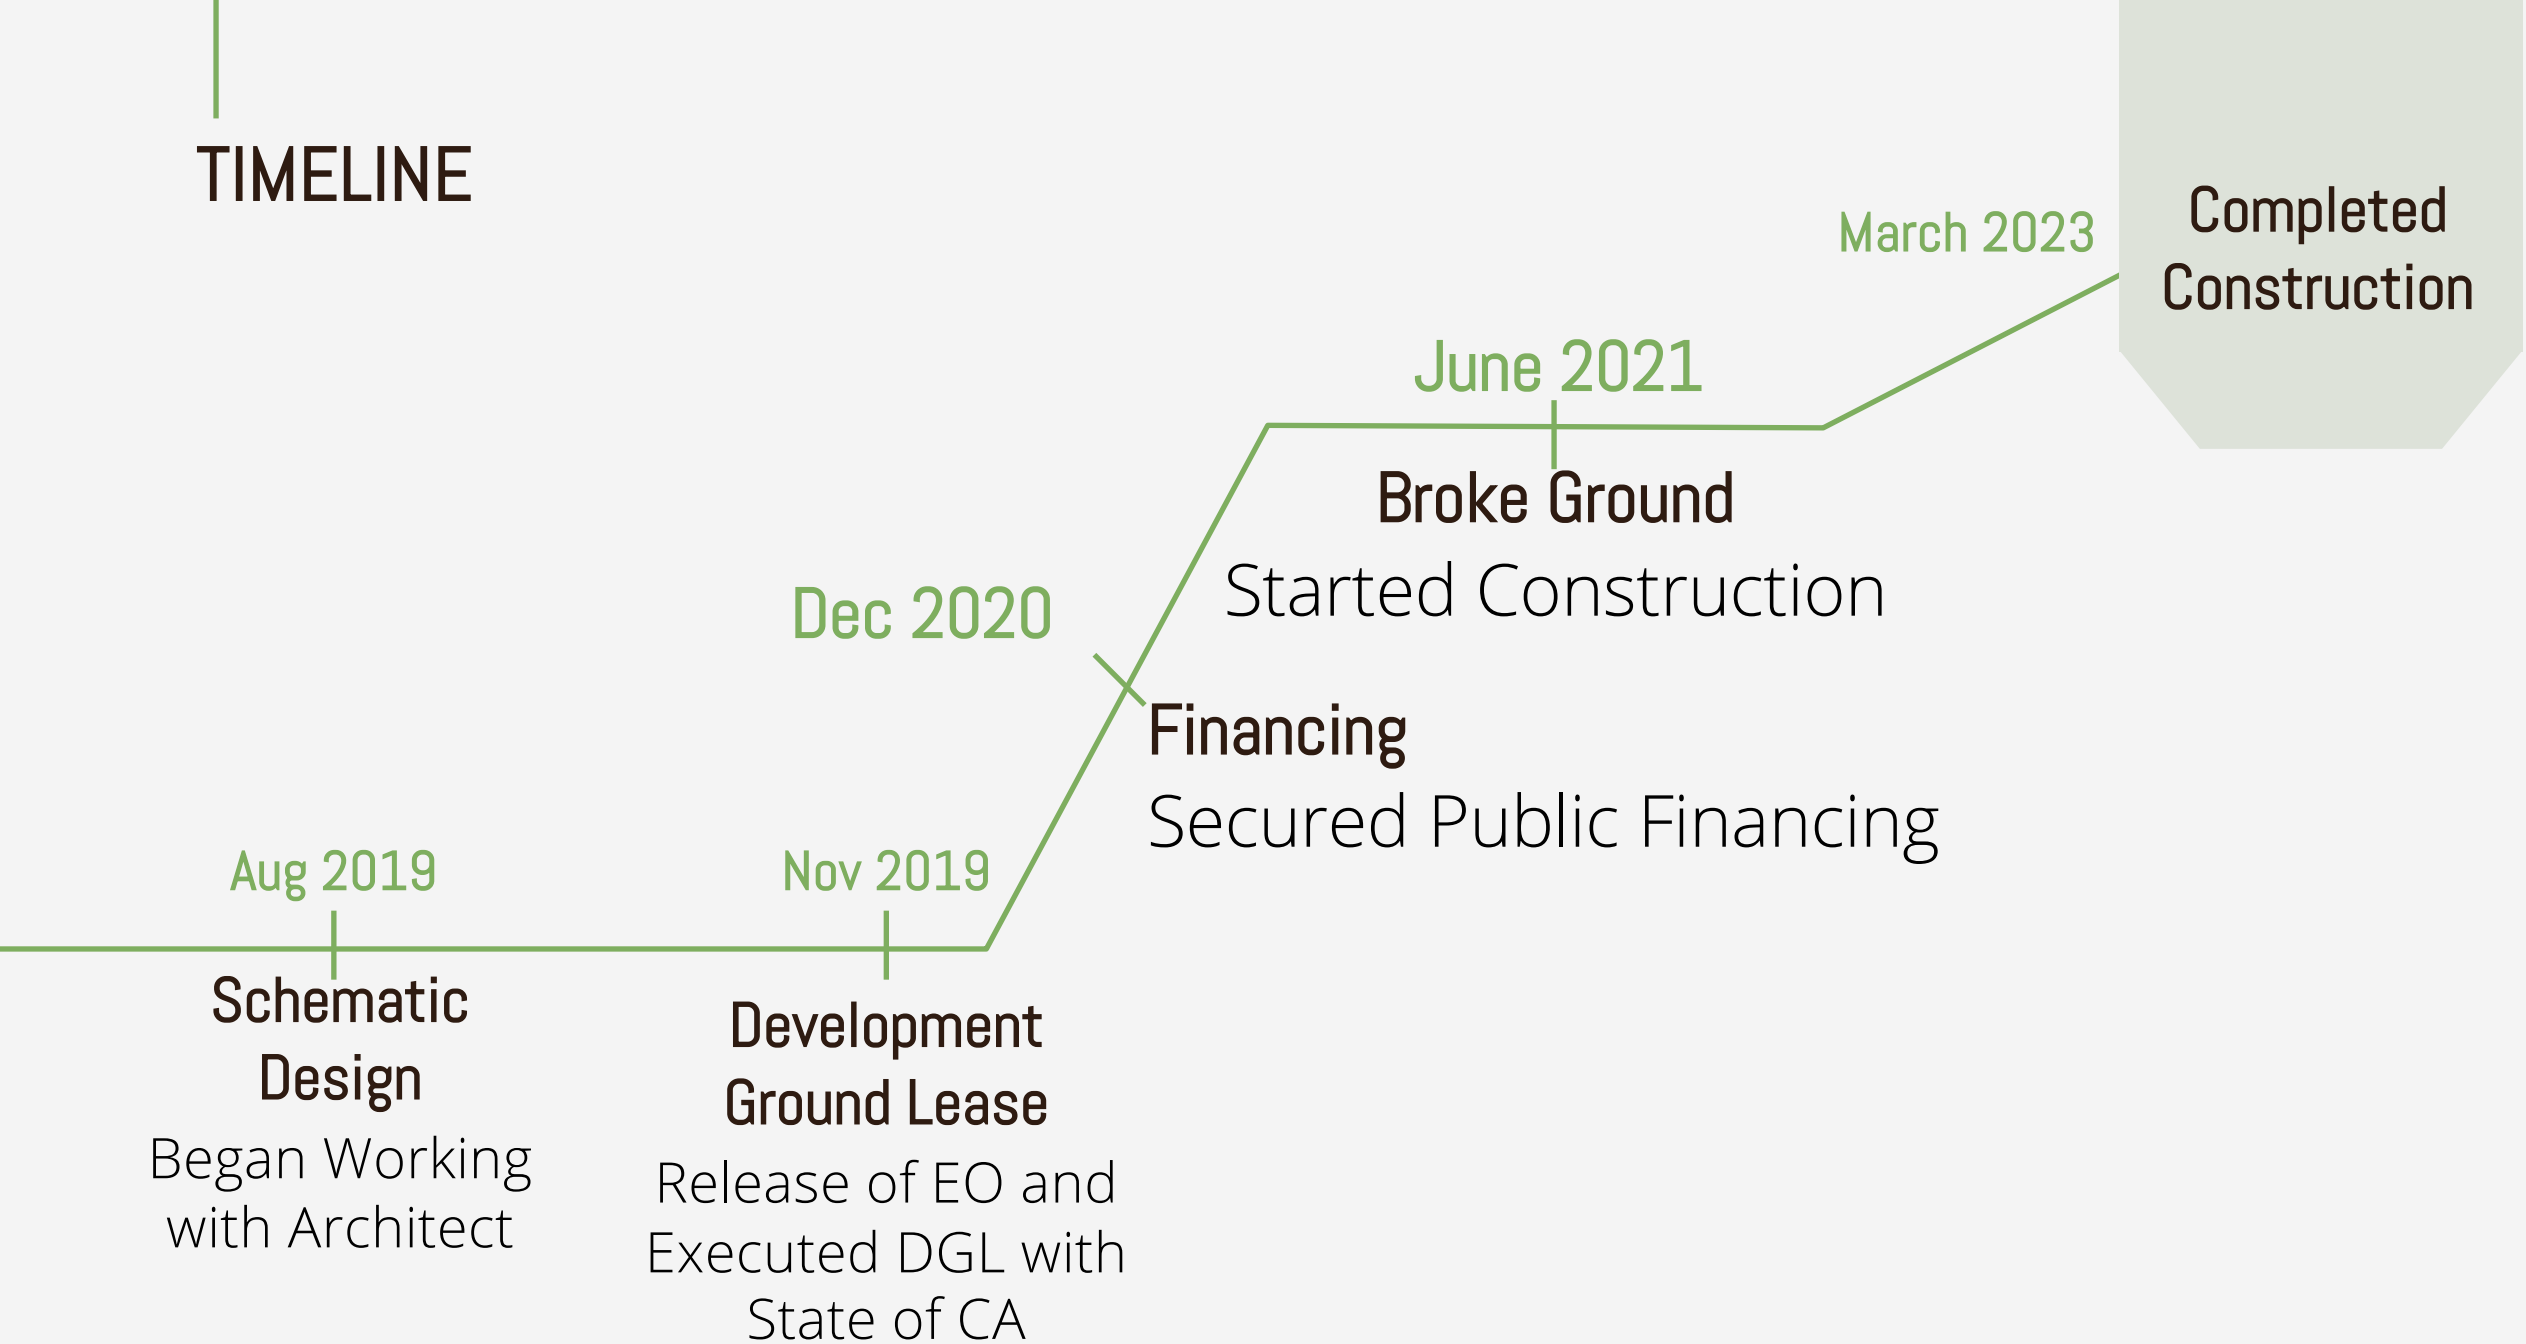 TIMELINE
Aug 2019
Schematic
Design
Began Working
with Architect
Nov 2019
Development
Ground Lease
Release of EO and
Executed DGL with
State of CA
Dec 2020
Financing
Secured Public Financing
June 2021
Broke Ground
Started Construction
March 2023
Completed
Construction